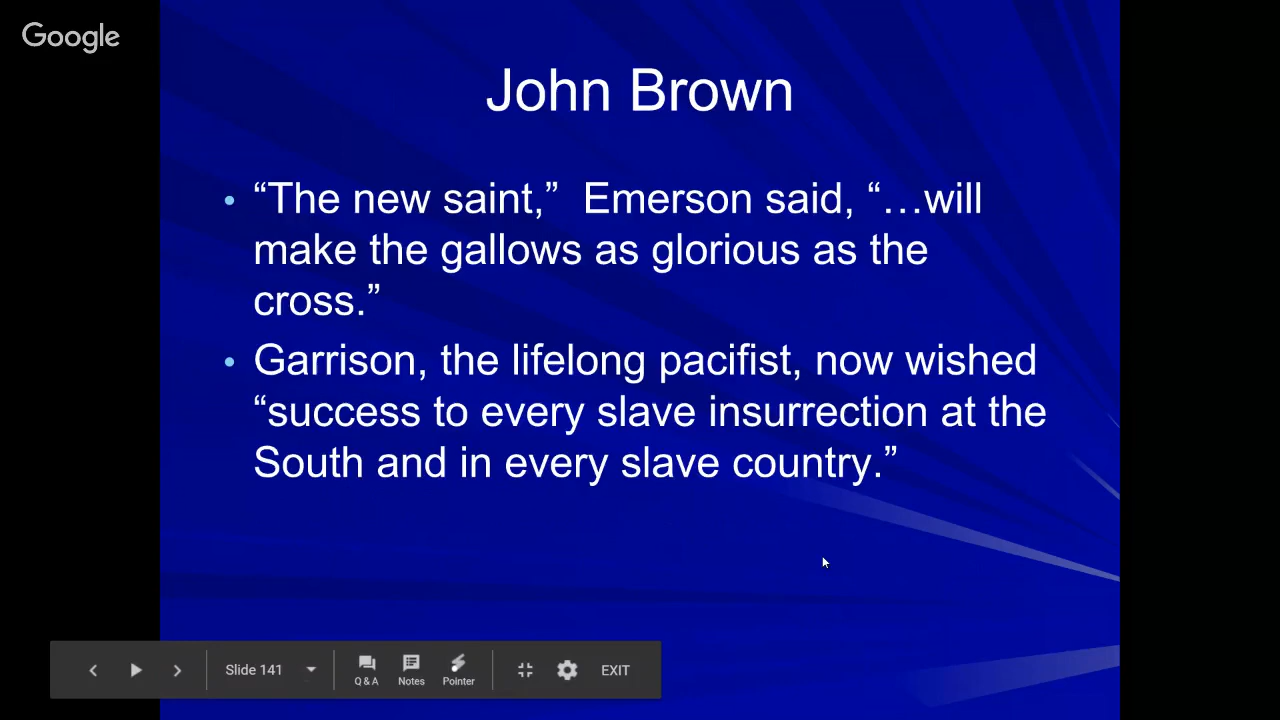 Google
John Brown
• “The new saint,”  Emerson said, “…will
make the gallows as glorious as the
cross.”
• Garrison, the lifelong pacifist, now wished
“success to every slave insurrection at the
South and in every slave country.”
Slide 141
Q & A
Notes
Pointer
EXIT